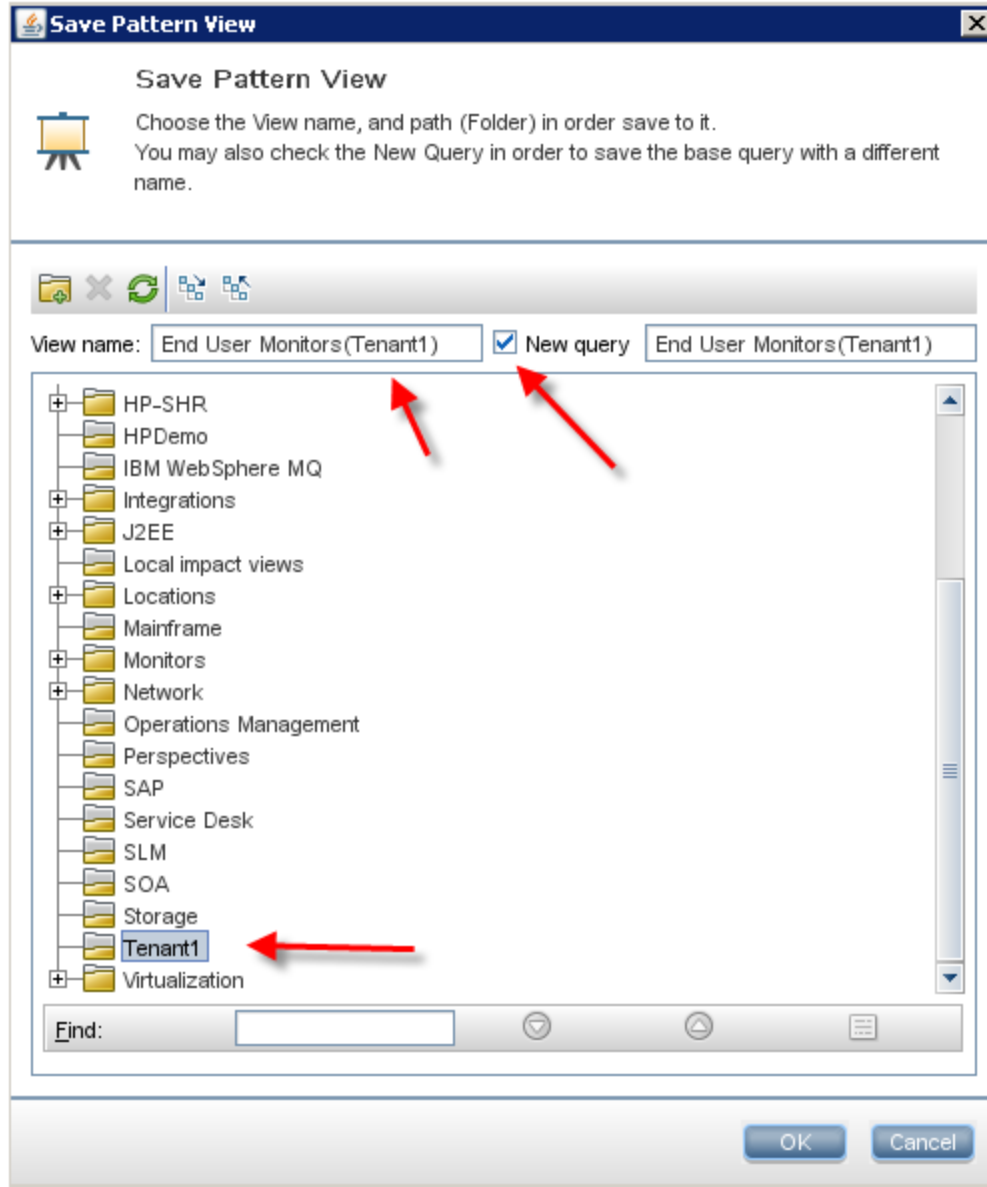 Save Pattern View
Save Pattern View
Choose the View name, and path (Folder) in order save to it.
You may also check the New Query in order to save the base query with a different
name.
View name: End User Monitors(Tenant1) New query End User Monitors(Tenant1)
HP-SHR
HPDemo
IBM WebSphere MQ
Integrations
J2EE
Local impact views
Locations
Mainframe
Monitors
Network
Operations Management
Perspectives
SAP
Service Desk
SLM
SOA
Storage
Tenant1
Virtualization
Find:
OK Cancel